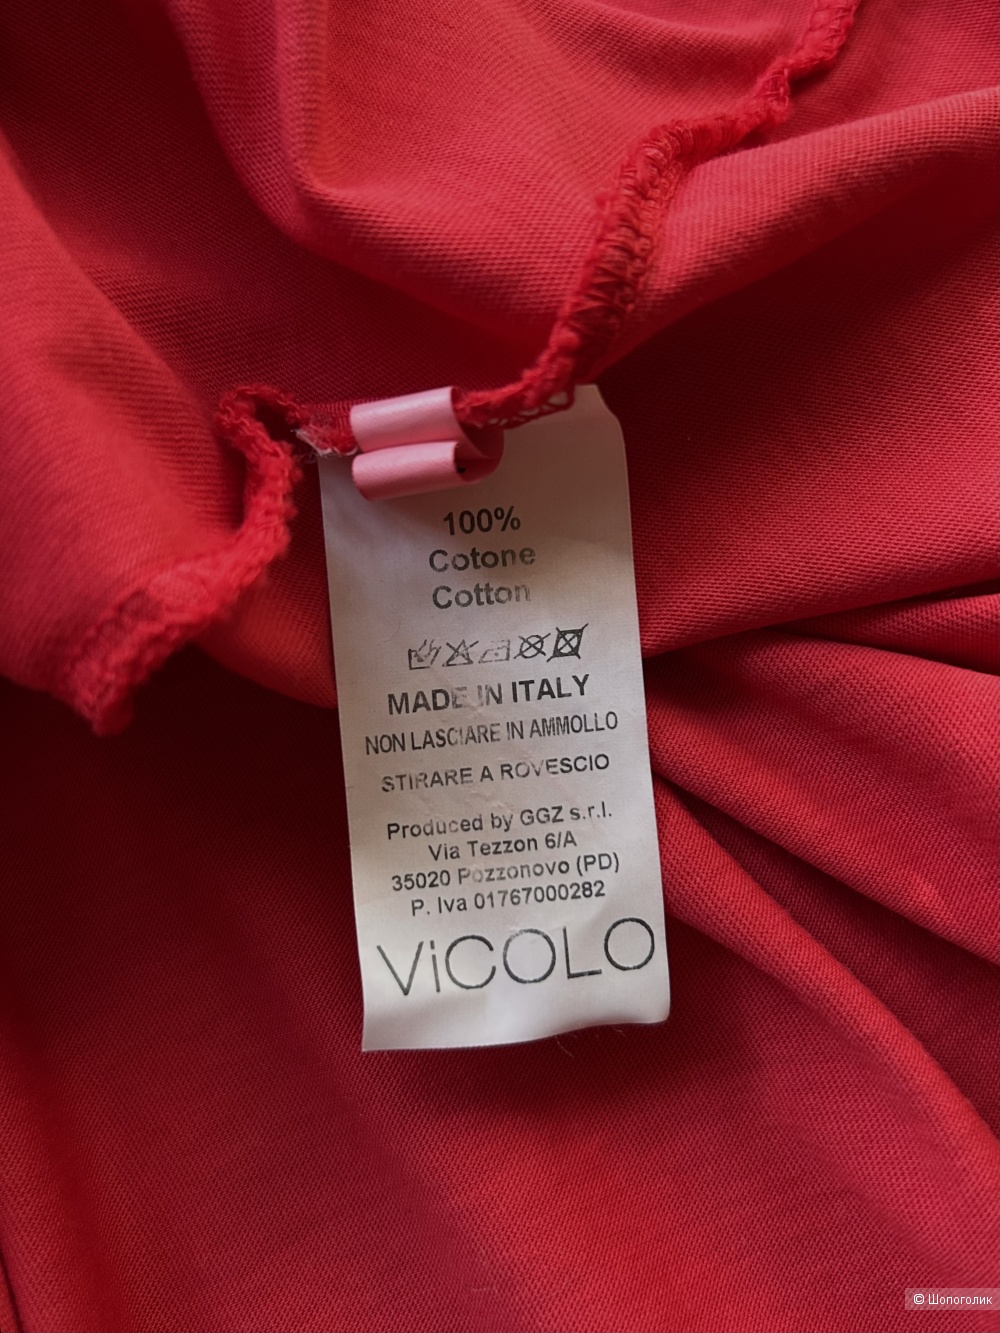 100%
Cotone
Cotton
MADE IN ITALY
NON LASCIARE IN AMMOLLO
STIRARE A ROVESCIO
Produced by GGZ s.r.l.
Via Tezzon 6/A
35020 Pozzonovo (PD)
P. Iva 01767000282
ViCOLO
© Шопоголик